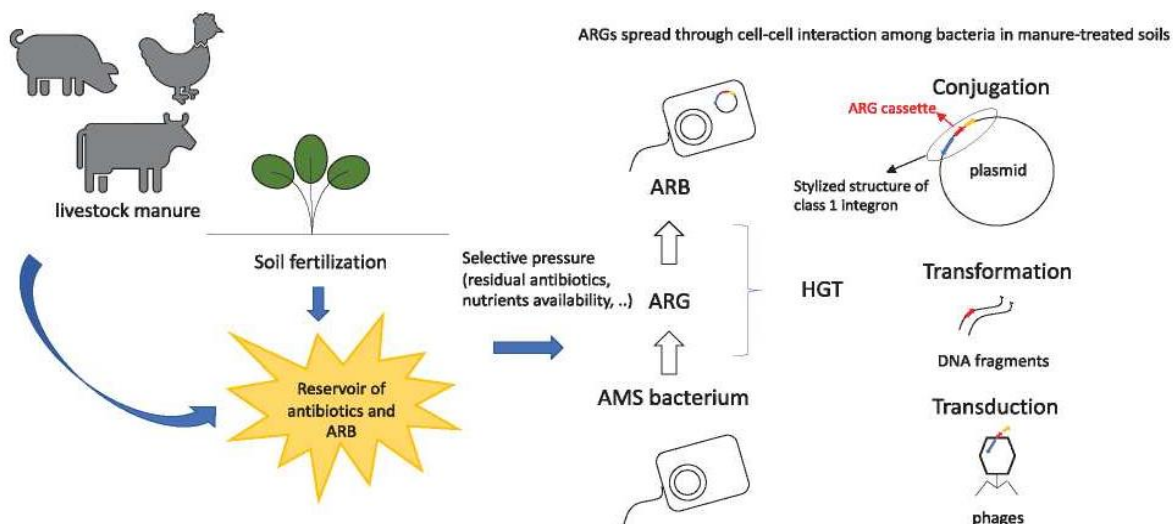 ARGs spread through cell-cell interaction among bacteria in manure-treated soils
livestock manure
Soil fertilization
Reservoir of
antibiotics and
ARB
Selective pressure
(residual antibiotics,
nutrients availability, ..)
ARB
ARG
AMS bacterium
HGT
Conjugation
ARG cassette
plasmid
Stylized structure of
class 1 integron
Transformation
DNA fragments
Transduction
phages